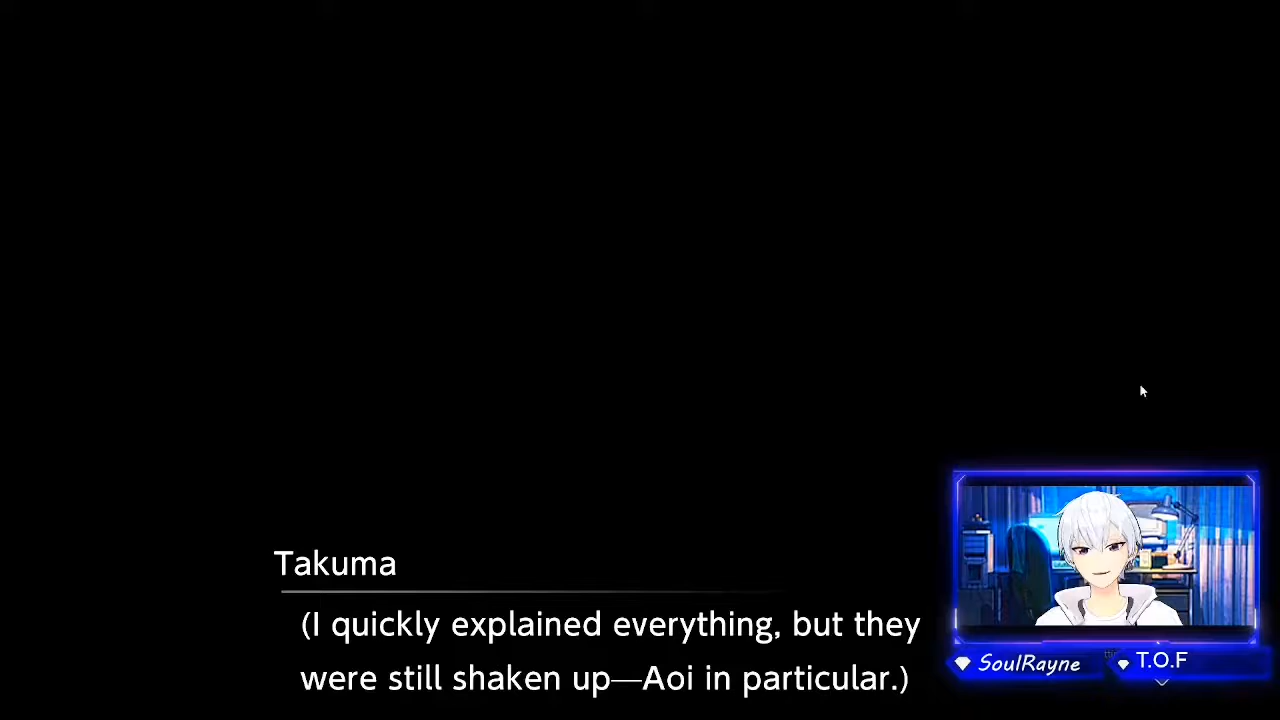 Takuma
(I quickly explained everything, but they
were still shaken up—Aoi in particular.)
SoulRayne
T.O.F